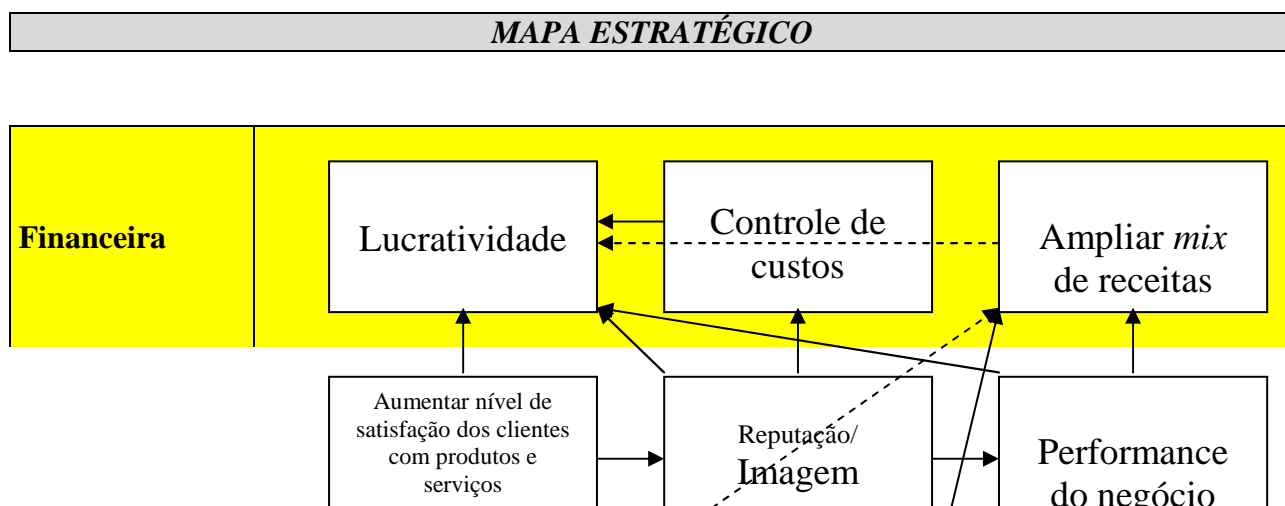 MAPA ESTRATÉGICO
Financeira
Lucratividade
Controle de
custos
Ampliar mix
de receitas
Aumentar nível de
satisfação dos clientes
com produtos e
serviços
Reputação/
Imagem
Performance
do negócio